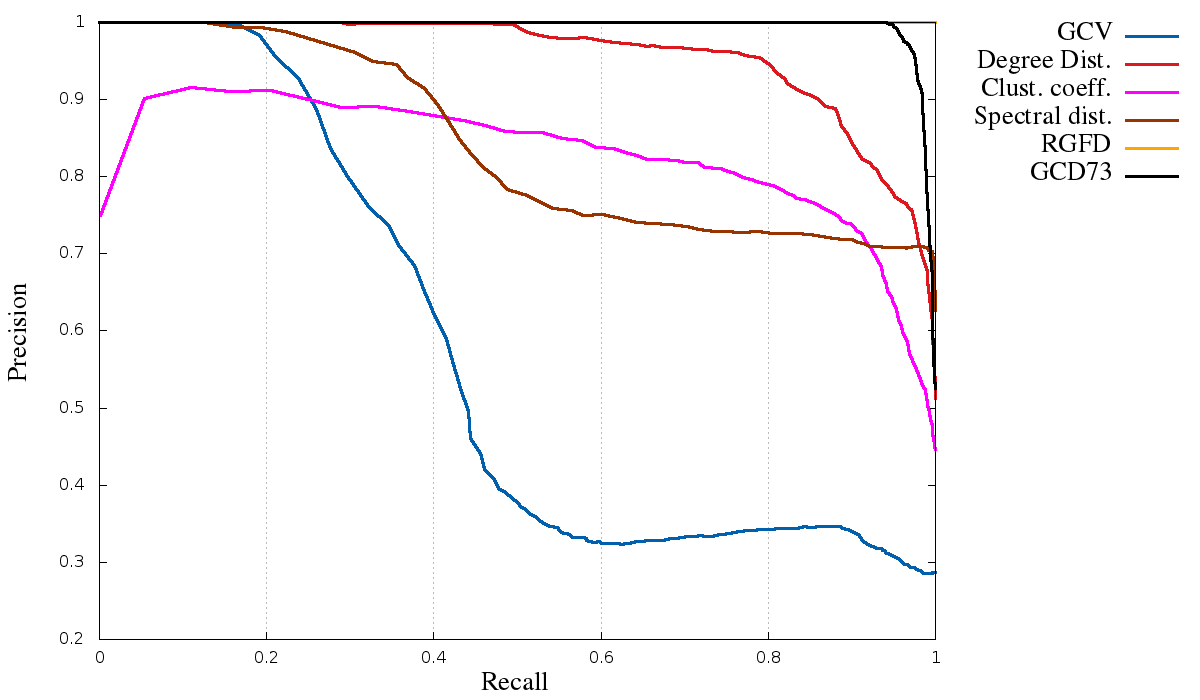 1
0.9
0.8
0.7
0.6
0.5
0.4
0.3
0.2
0 0.2 0.4 0.6 0.8 1
Precision
Recall
GCV
Degree Dist.
Clust. coeff.
Spectral dist.
RGFD
GCD73